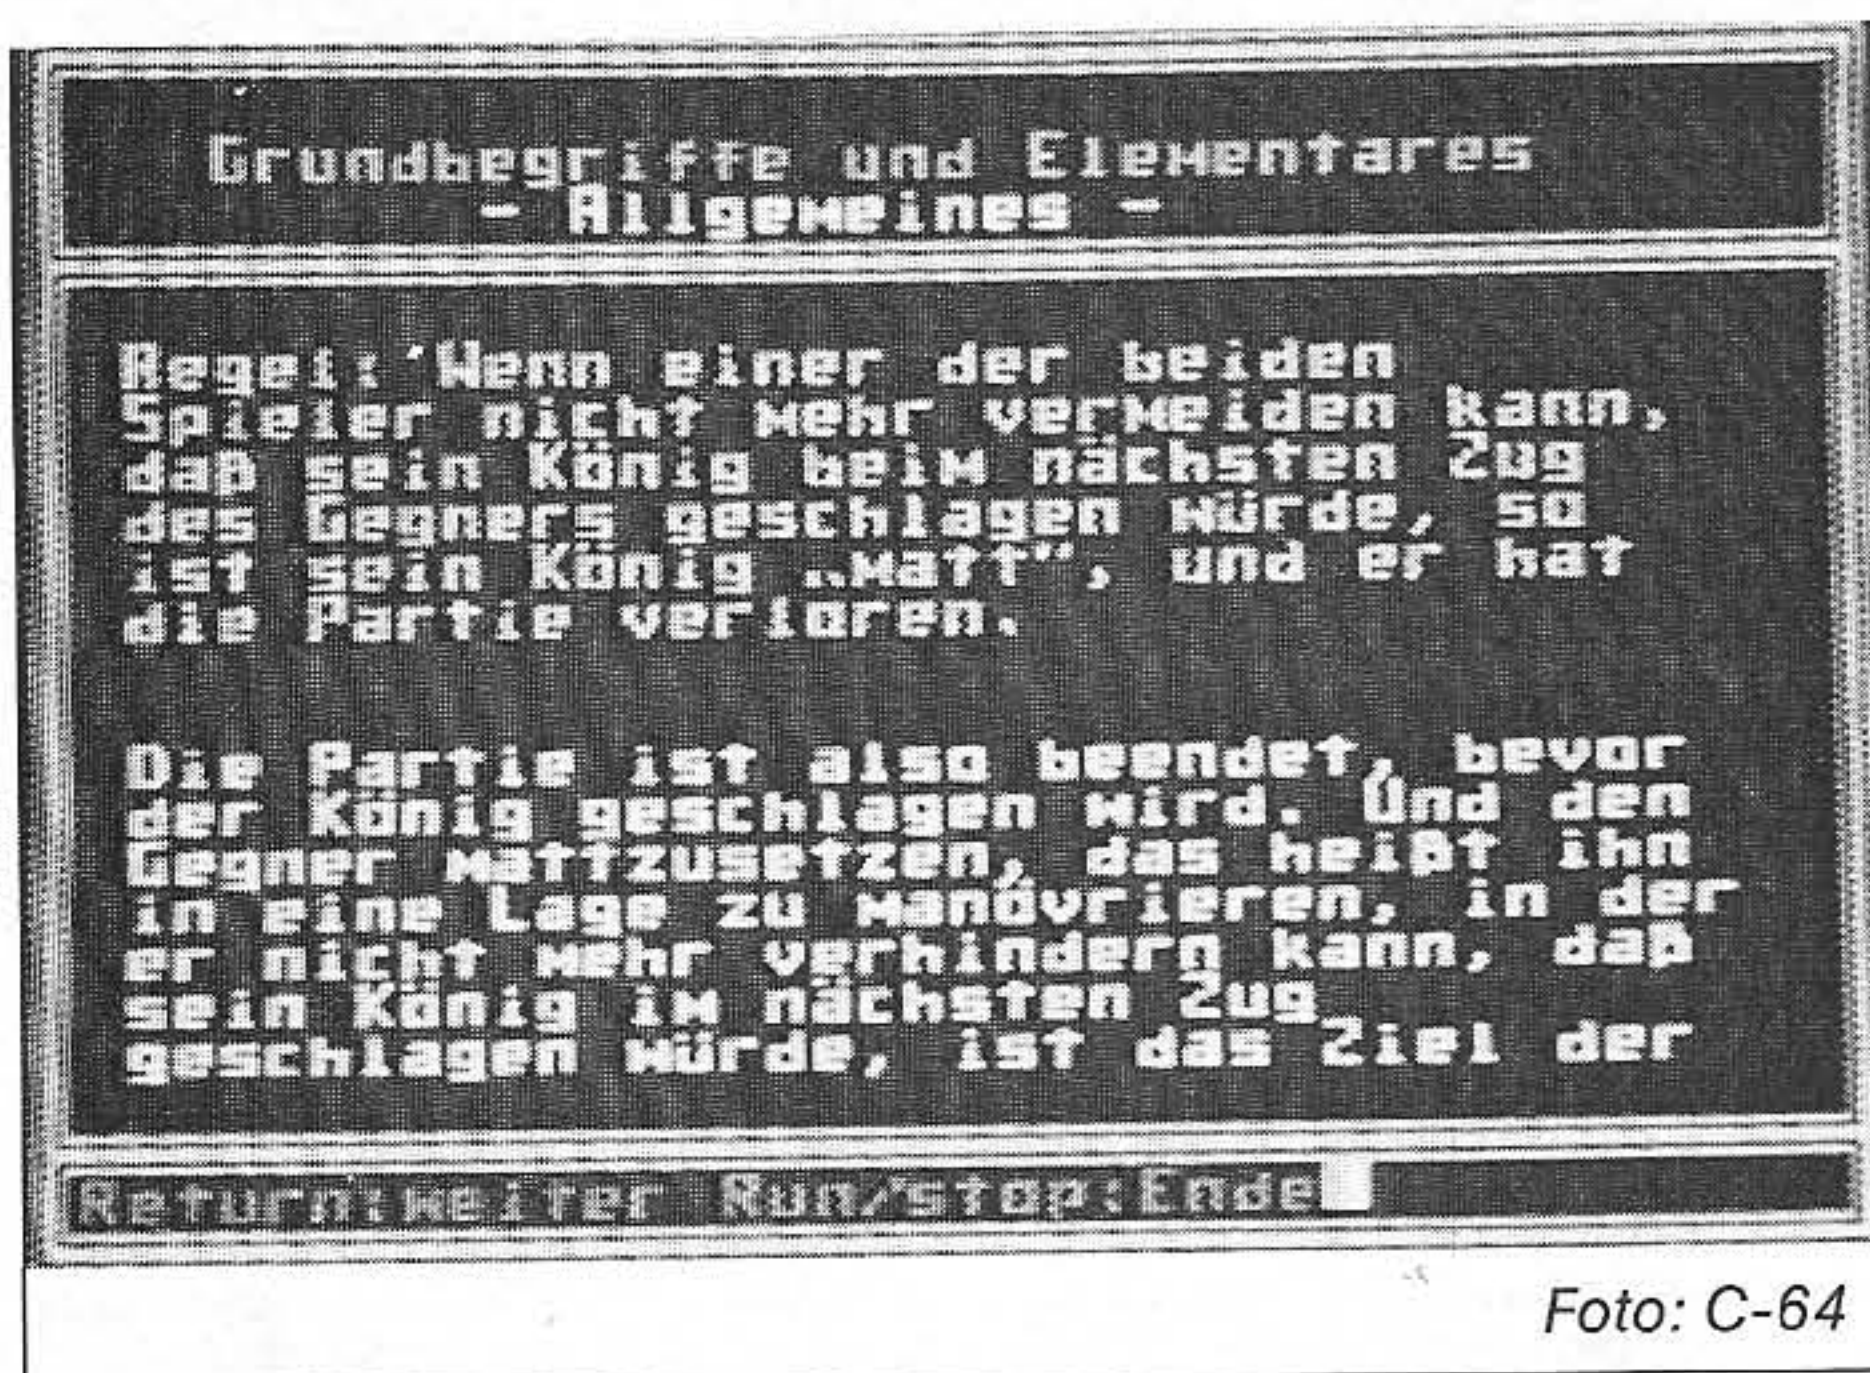 Grundbegriffe und Elementares
- Allgemeines -
Regel: Wenn einer der beiden
Spieler nicht mehr vermeiden kann,
daß sein König beim nächsten Zug
des Gegners geschlagen würde, so
ist sein König „matt“, und er hat
die Partie verloren.
Die Partie ist also beendet, bevor
der König geschlagen wird. Und den
Gegner mattzusetzen, das heißt ihn
in eine Lage zu manövrieren, in der
er nicht mehr verhindern kann, daß
sein König im nächsten Zug
geschlagen würde, ist das Ziel der
Return:weiter Run/stop:Ende
Foto: C-64